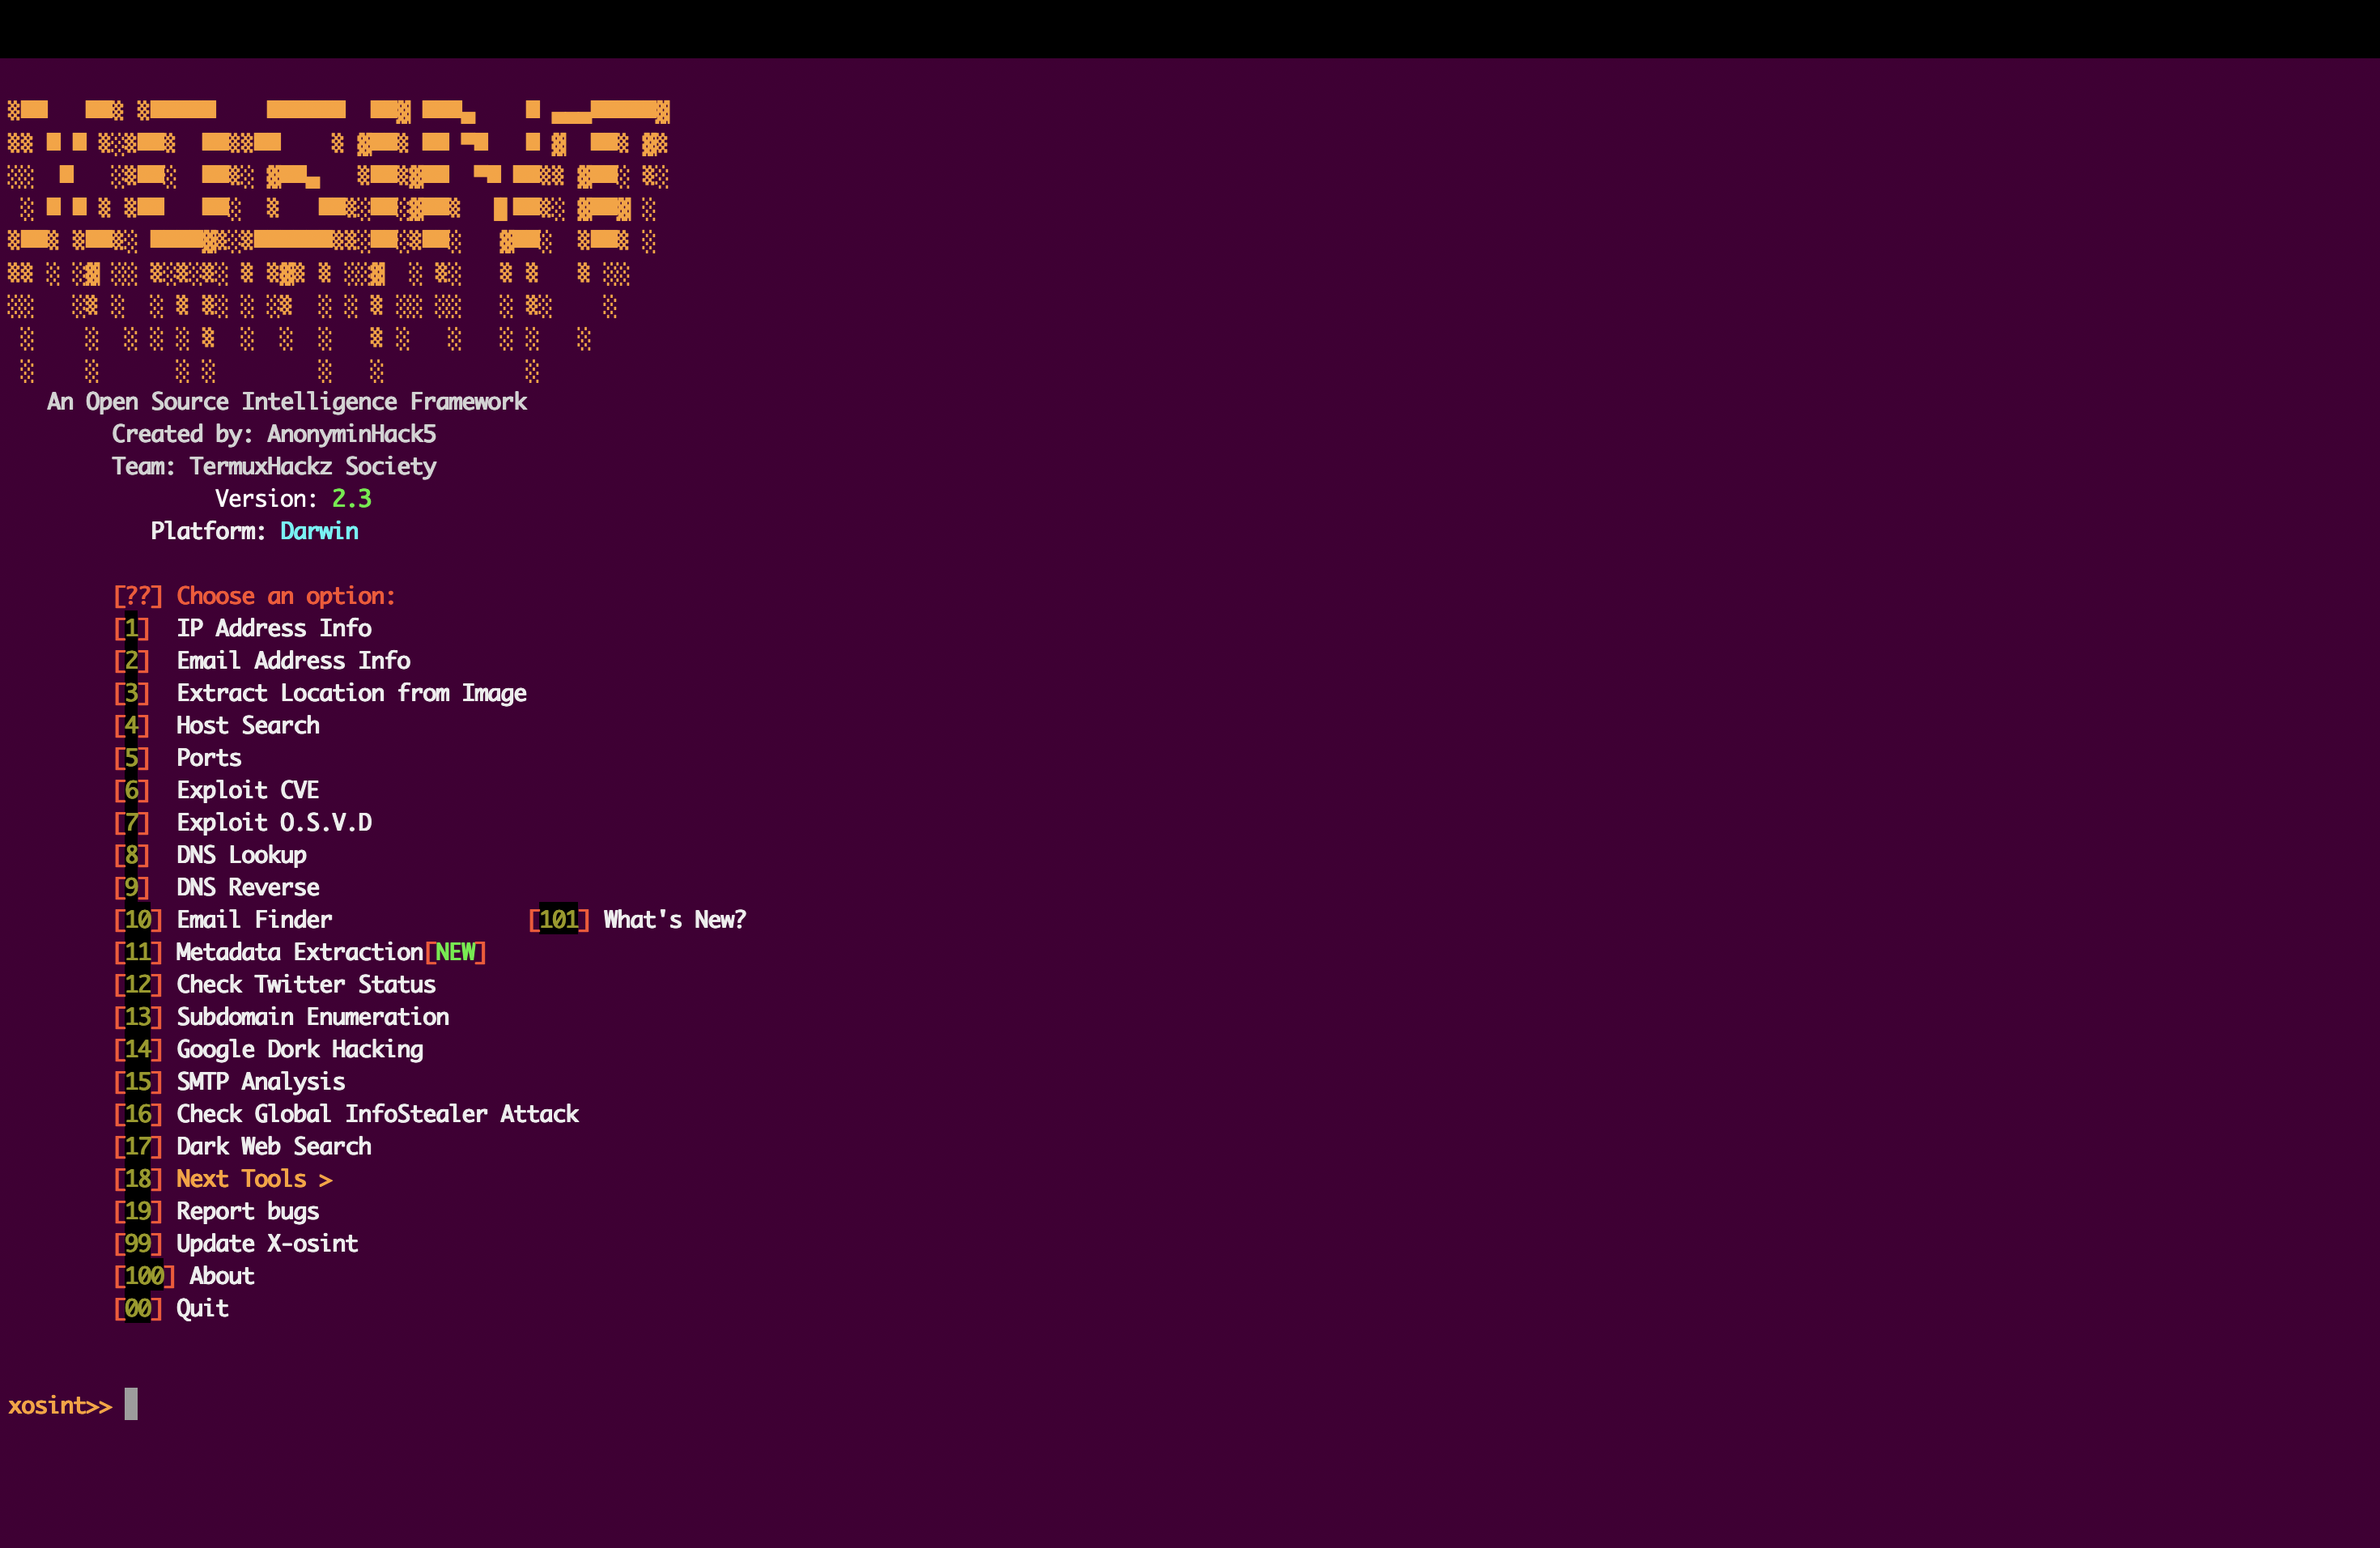 An Open Source Intelligence Framework
Created by: AnonyminHack5
Team: TermuxHackz Society
Version: 2.3
Platform: Darwin
[??] Choose an option:
[1] IP Address Info
[2] Email Address Info
[3] Extract Location from Image
[4] Host Search
[5] Ports
[6] Exploit CVE
[7] Exploit O.S.V.D
[8] DNS Lookup
[9] DNS Reverse
[10] Email Finder [101] What's New?
[11] Metadata Extraction[NEW]
[12] Check Twitter Status
[13] Subdomain Enumeration
[14] Google Dork Hacking
[15] SMTP Analysis
[16] Check Global InfoStealer Attack
[17] Dark Web Search
[18] Next Tools >
[19] Report bugs
[99] Update X-osint
[100] About
[00] Quit
xosint>>